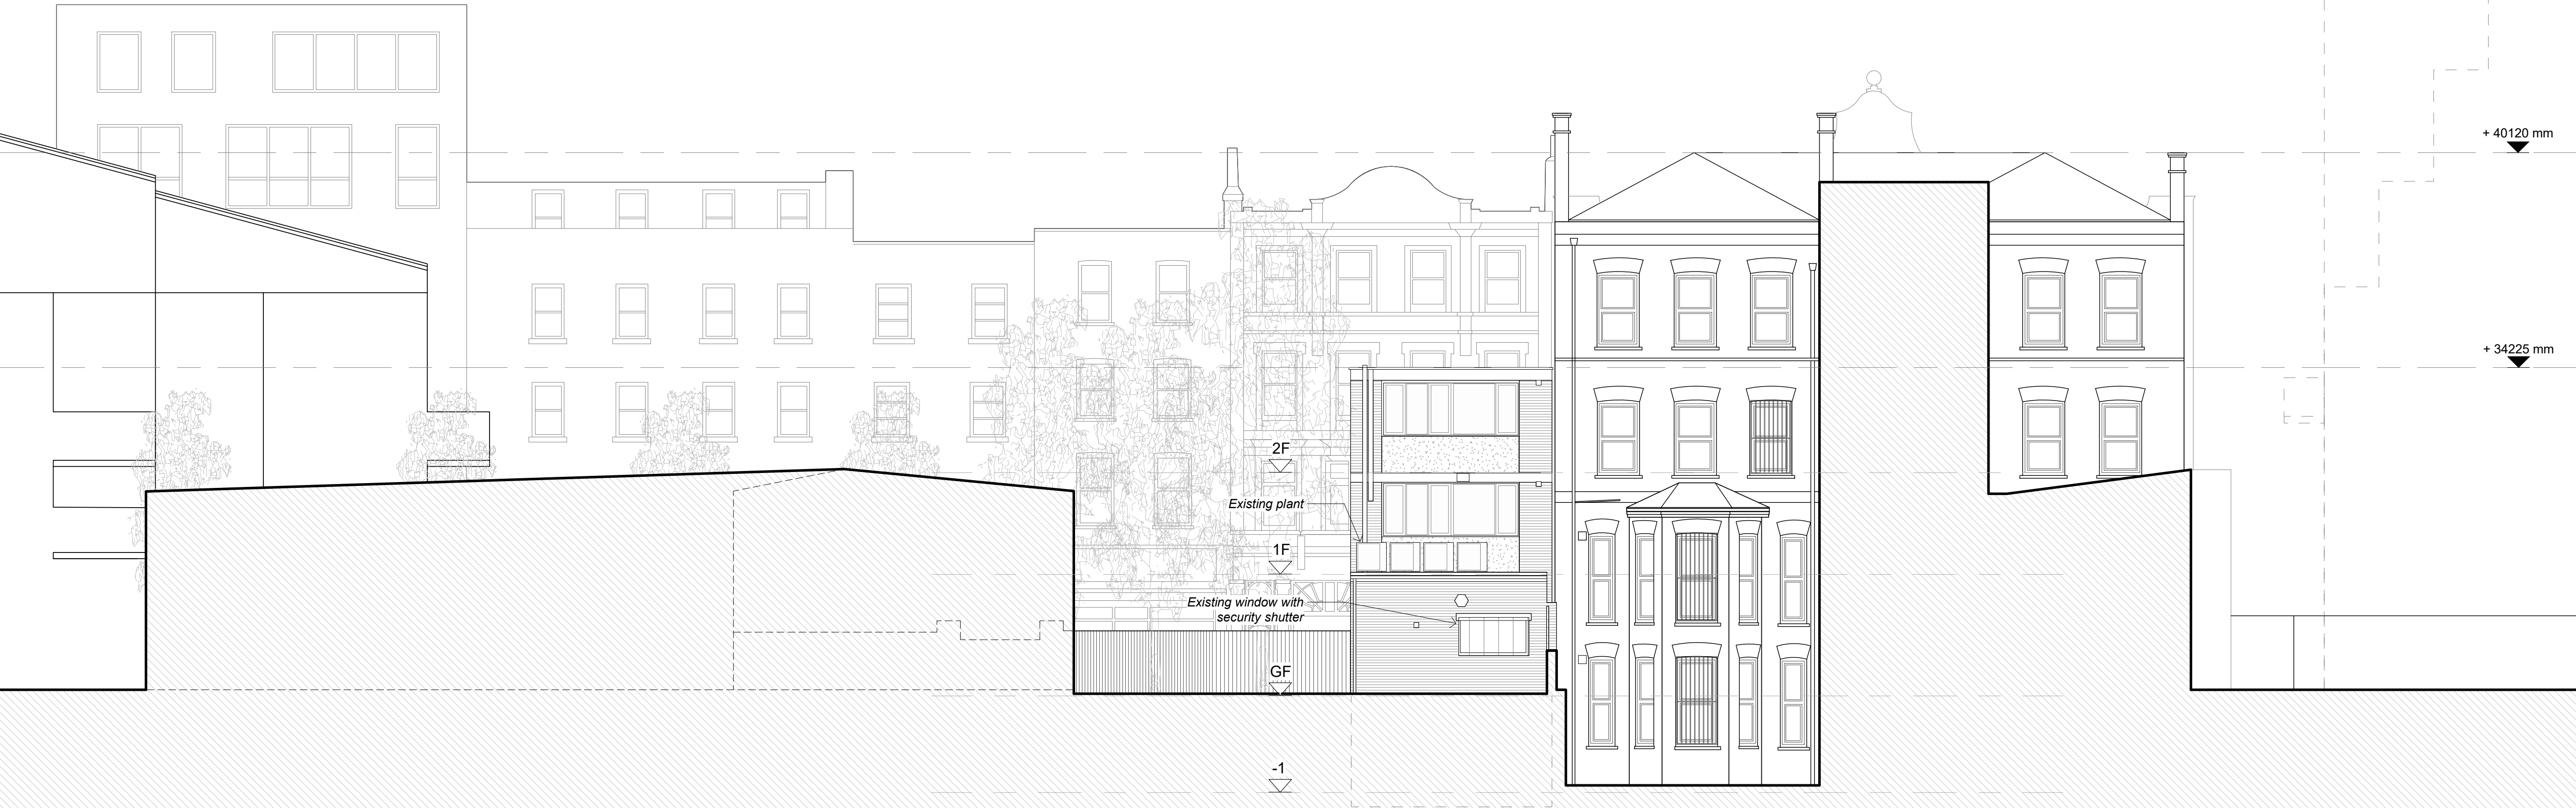 + 40120 mm
+ 34225 mm
2F
Existing plant
1F
Existing window with
security shutter
GF
-1